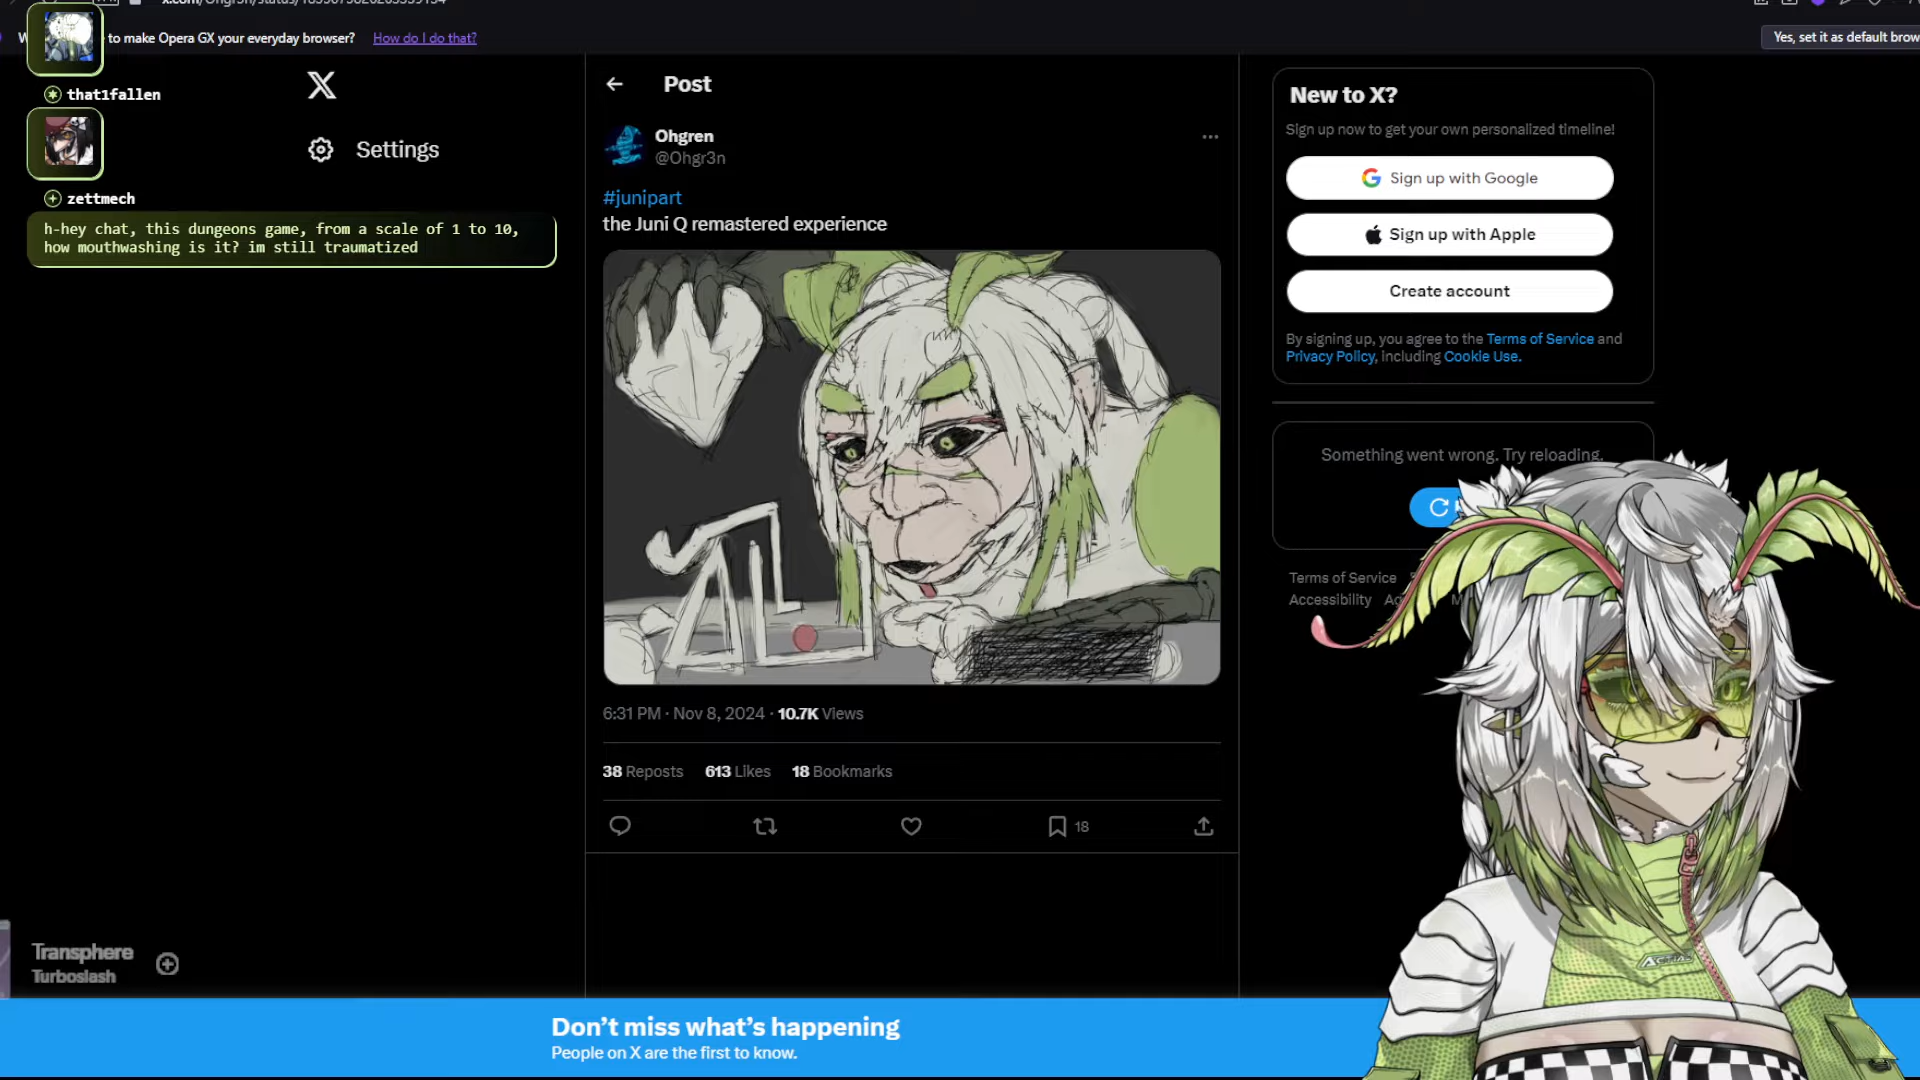 to make Opera GX your everyday browser?
How do I do that?
Yes, set it as default brow
that1fallen
zettmech
h-hey chat, this dungeons game, from a scale of 1 to 10,
how mouthwashing is it? im still traumatized
Settings
Post
Ohgren
@Ohgr3n
#junipart
the Juni Q remastered experience
6:31 PM · Nov 8, 2024 · 10.7K Views
38 Reposts 613 Likes 18 Bookmarks
18
New to X?
Sign up now to get your own personalized timeline!
Sign up with Google
Sign up with Apple
Create account
By signing up, you agree to the Terms of Service and
Privacy Policy, including Cookie Use.
Something went wrong. Try reloading.
Terms of Service
Accessibility
Transphere
Turboslash
Don’t miss what’s happening
People on X are the first to know.